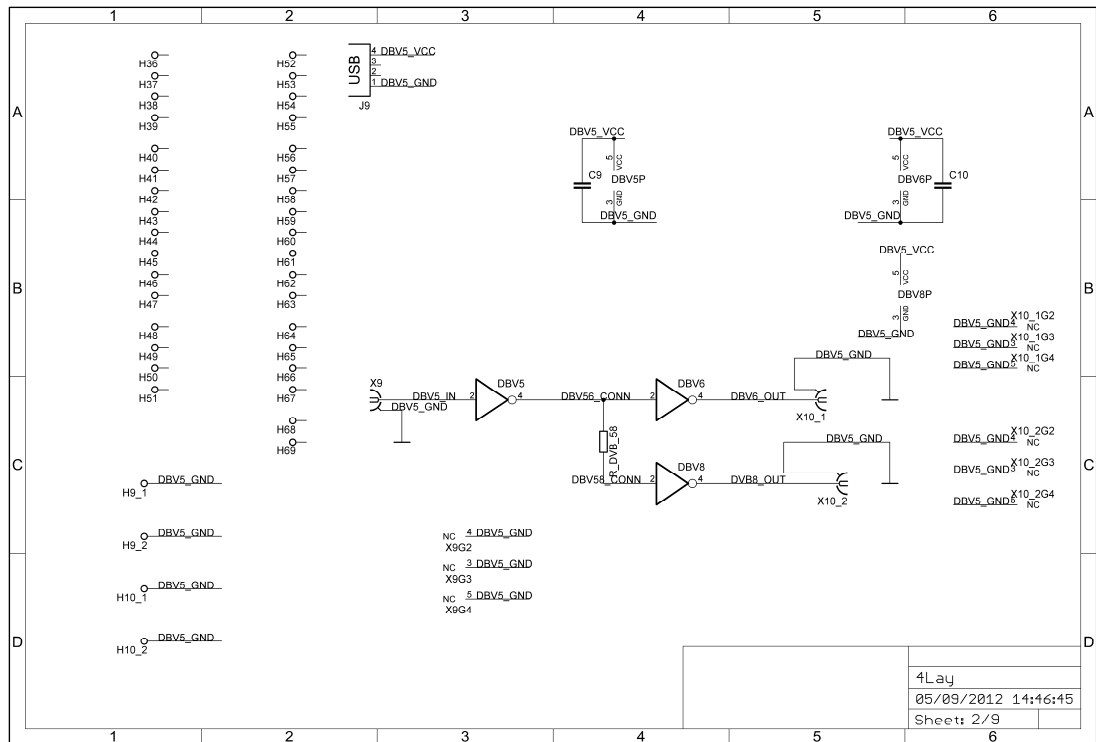 1 2 3 4 5 6
A A
B B
C C
D D
H36
H37
H38
H39
H40
H41
H42
H43
H44
H45
H46
H47
H48
H49
H50
H51
H52
H53
H54
H55
H56
H57
H58
H59
H60
H61
H62
H63
H64
H65
H66
H67
H68
H69
USB
4 DBV5_VCC
3
2
1 DBV5_GND
J9
DBV5_VCC
5
VCC
C9
DBV5P
3
GND
DBV5_GND
DBV5_VCC
5
VCC
C10
DBV6P
3
GND
DBV5_GND
DBV5_VCC
5
VCC
DBV8P
3
GND
DBV5_GND
X10_1G2
DBV5_GND 4 NC
X10_1G3
DBV5_GND 3 NC
X10_1G4
DBV5_GND 5 NC
X9
DBV5_IN
DBV5_GND
2
DBV5
4
DBV56_CONN
2
DBV6
4
DBV6_OUT
DBV5_GND
X10_1
R_DVB_58
DBV58_CONN
2
DBV8
4
DVB8_OUT
DBV5_GND
X10_2
X10_2G2
DBV5_GND 4 NC
X10_2G3
DBV5_GND 3 NC
X10_2G4
DBV5_GND 5 NC
DBV5_GND
H9_1
DBV5_GND
H9_2
DBV5_GND
H10_1
DBV5_GND
H10_2
NC 4 DBV5_GND
X9G2
NC 3 DBV5_GND
X9G3
NC 5 DBV5_GND
X9G4
4Lay
05/09/2012 14:46:45
Sheet: 2/9
1 2 3 4 5 6